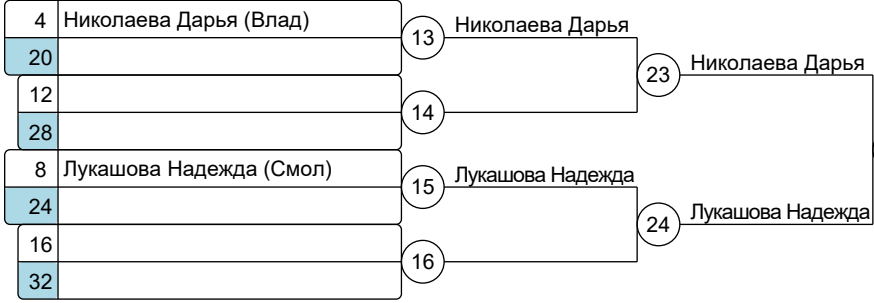 4 Николаева Дарья (Влад)
20
12
28
8 Лукашова Надежда (Смол)
24
16
32
13 Николаева Дарья
14
15 Лукашова Надежда
16
23 Николаева Дарья
24 Лукашова Надежда